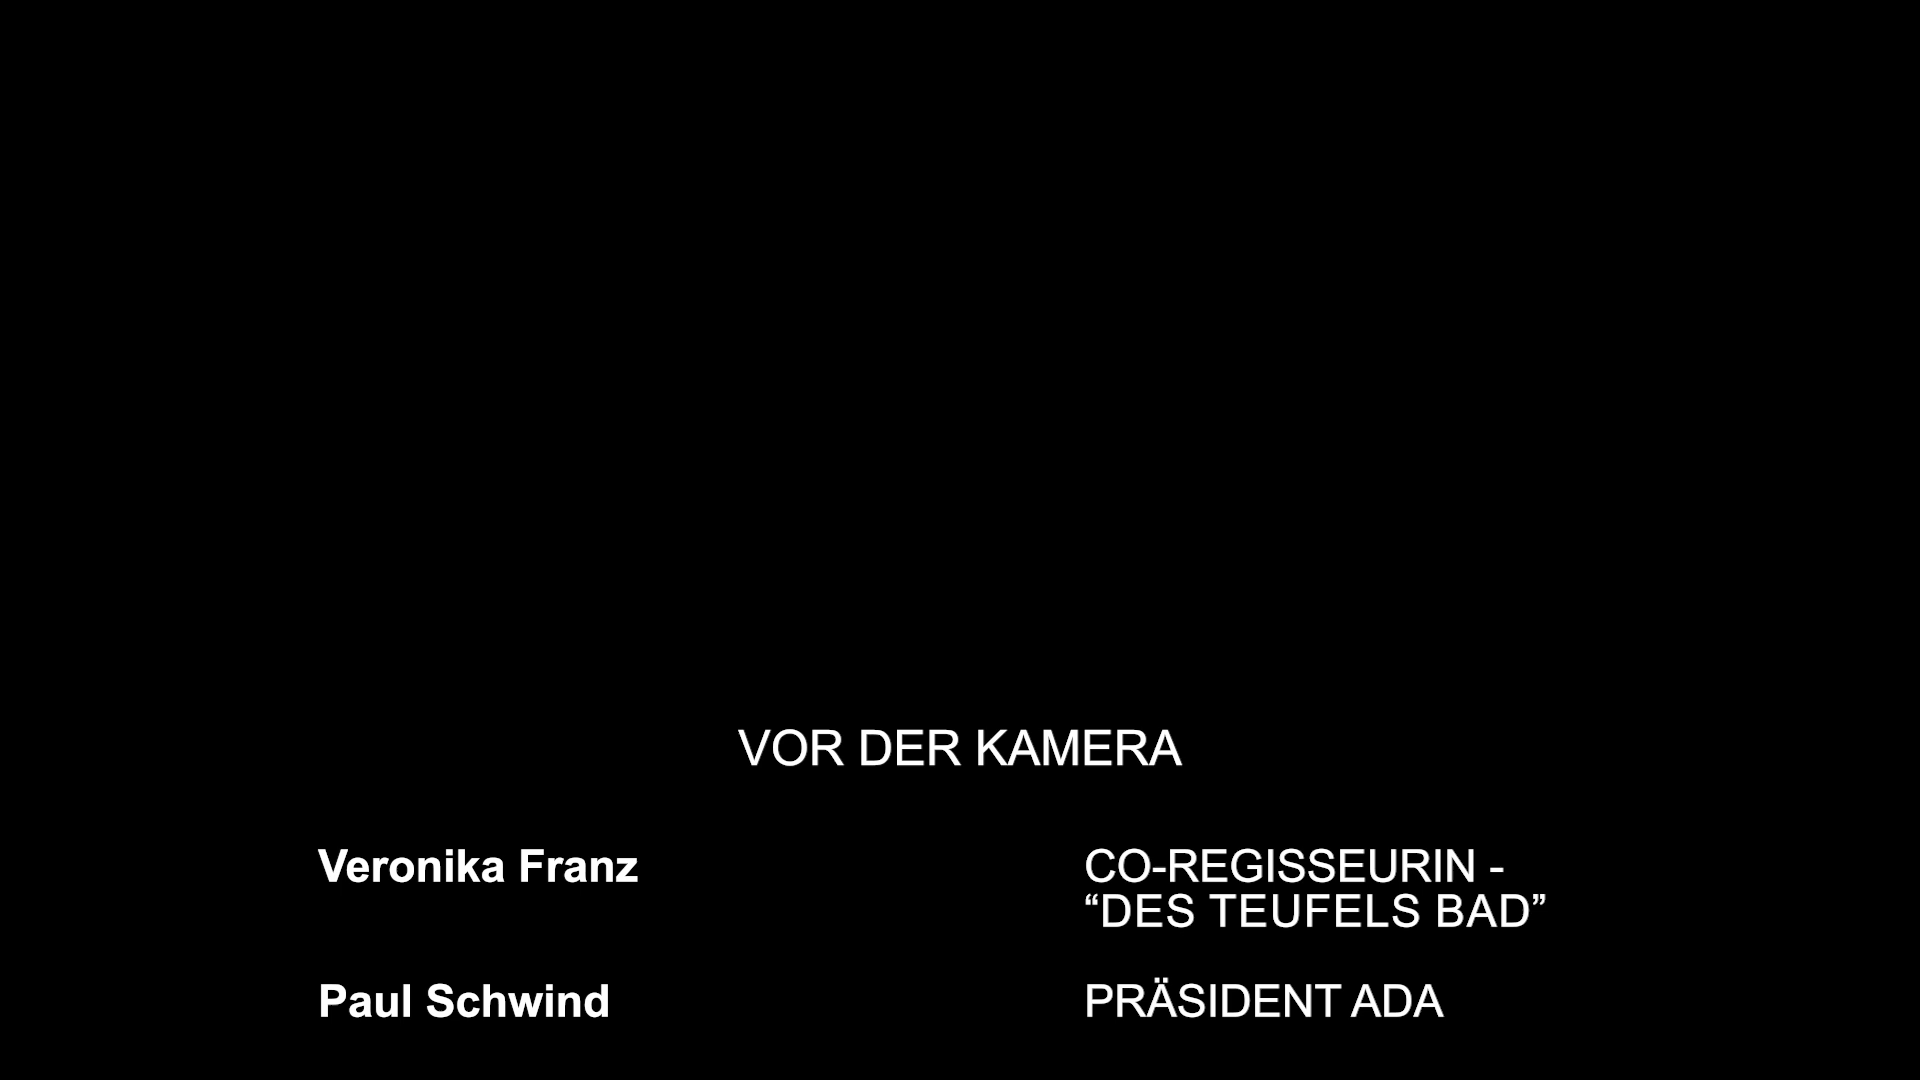 VOR DER KAMERA
Veronika Franz CO-REGISSEURIN -
“DES TEUFELS BAD”
Paul Schwind PRÄSIDENT ADA